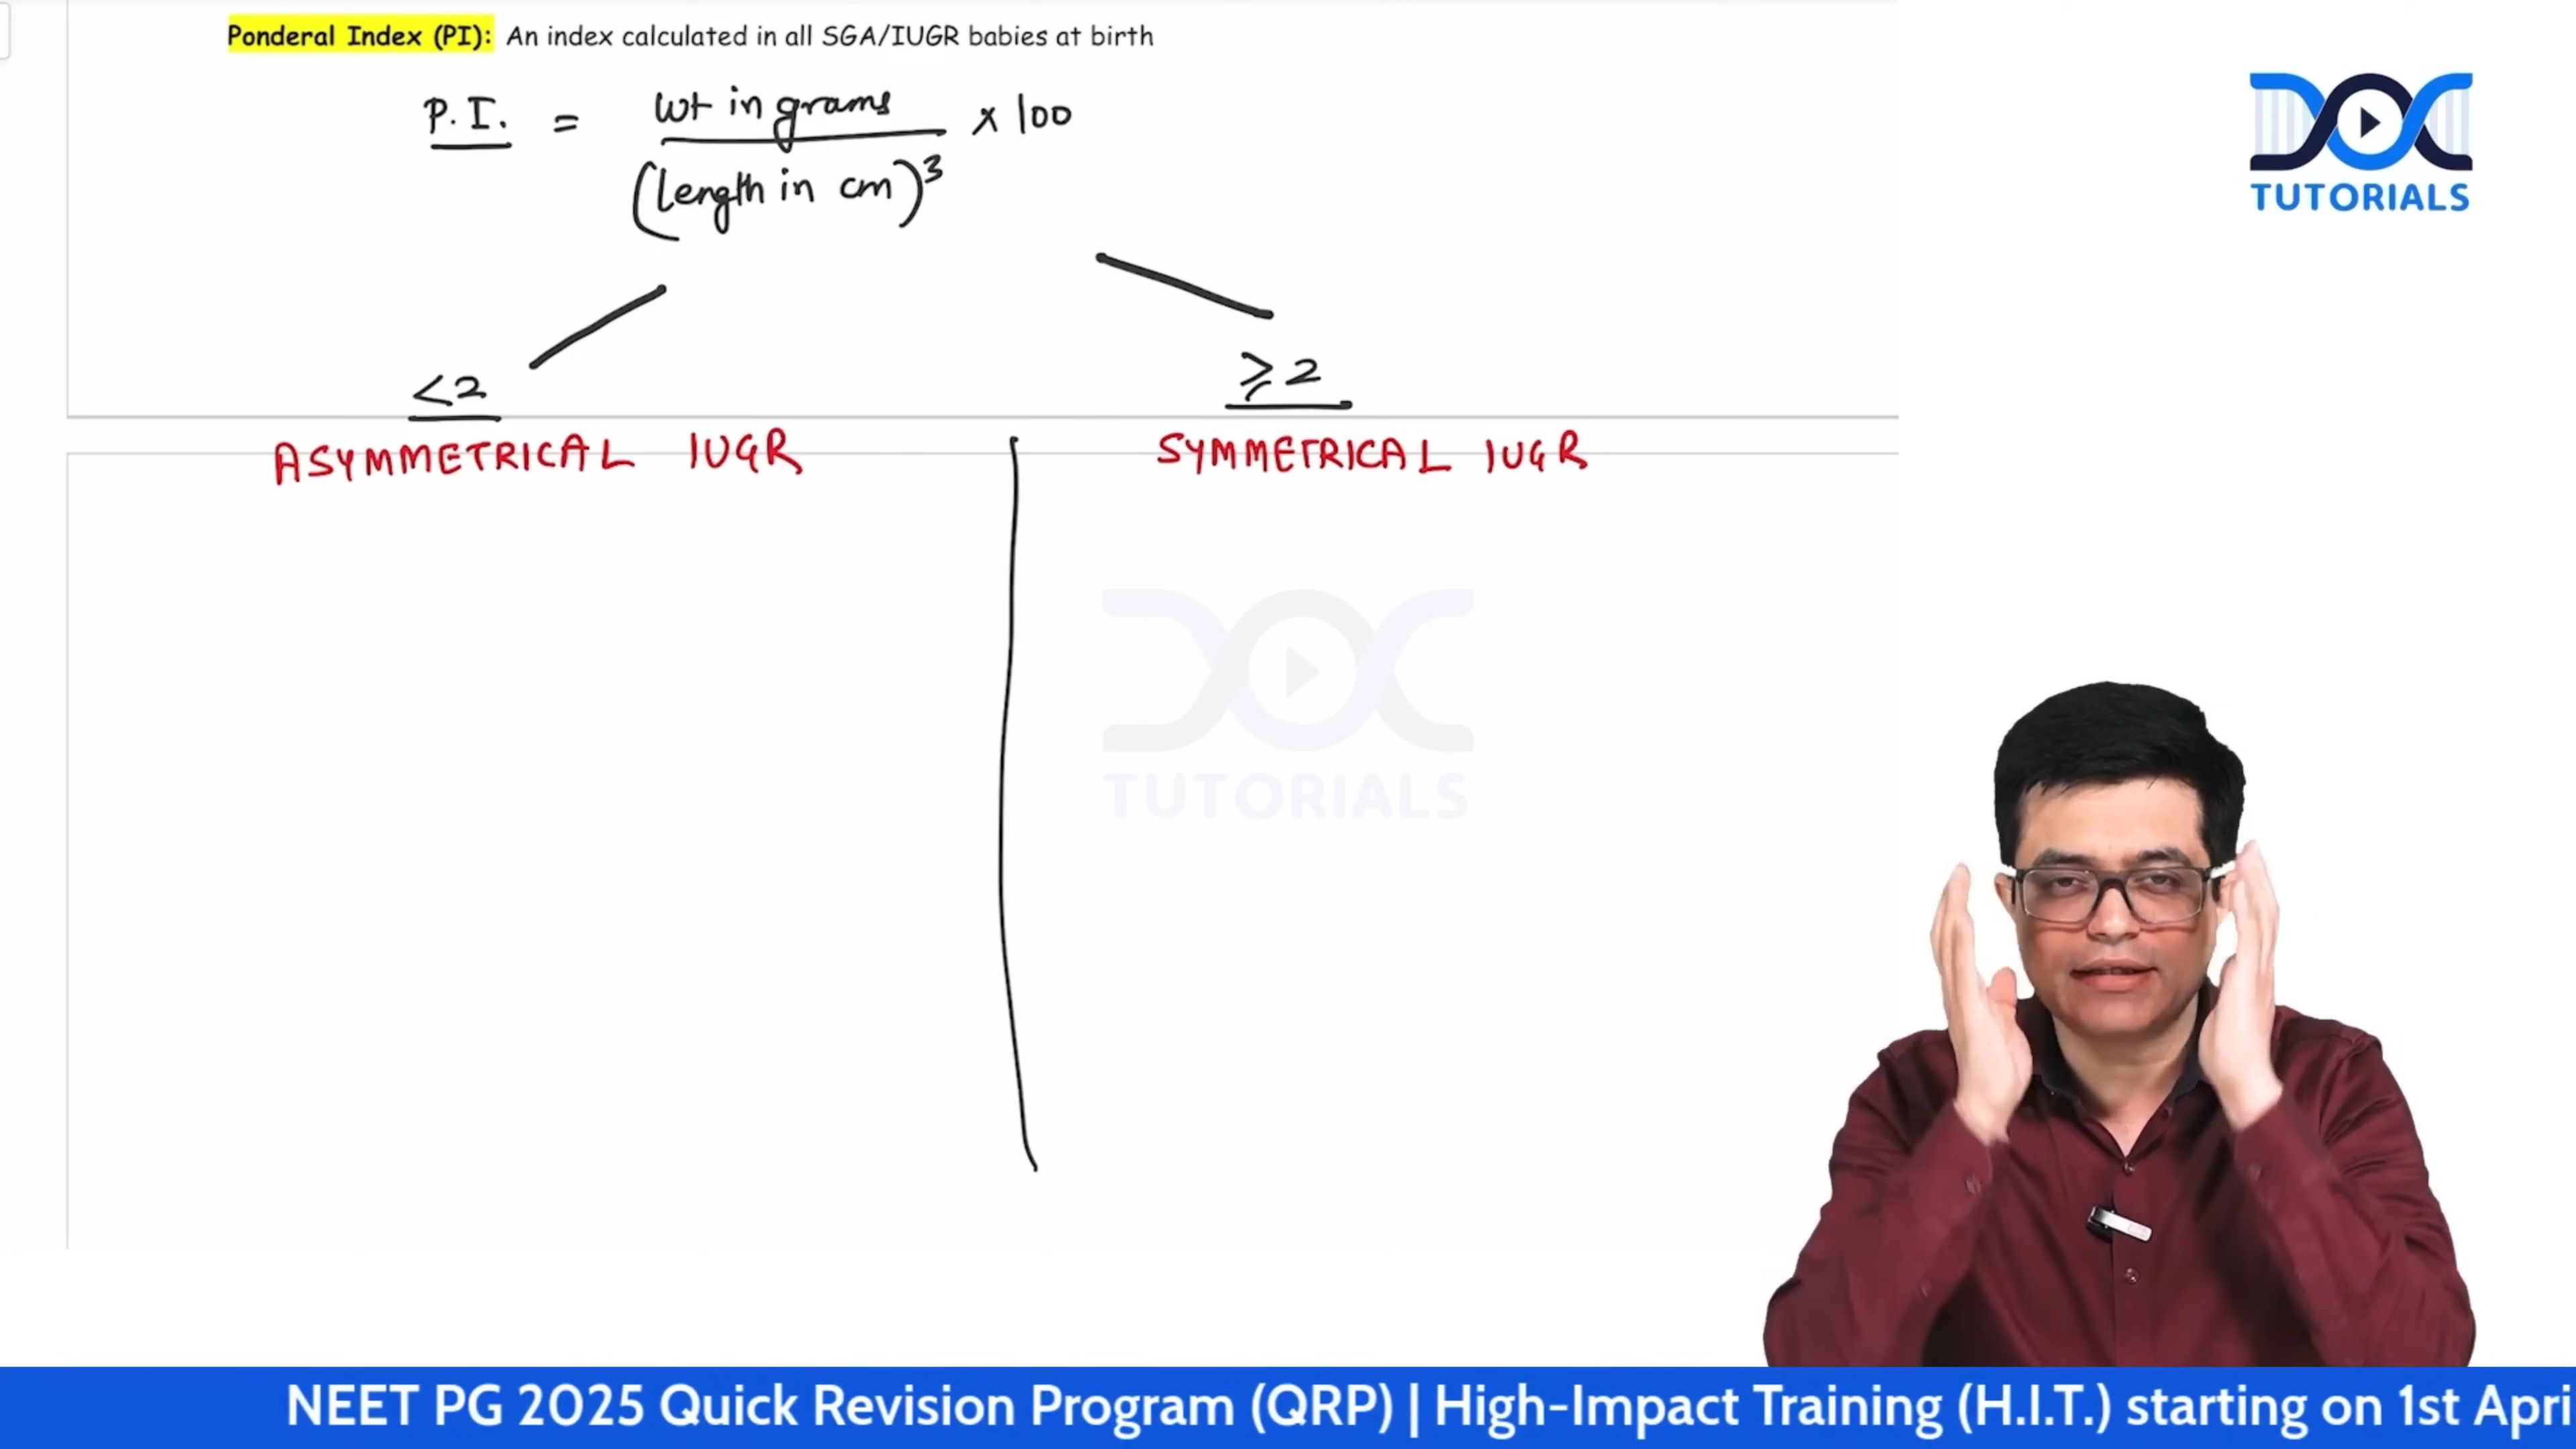 Ponderal Index (PI): An index calculated in all SGA/IUGR babies at birth
P.I. = wt in grams / (length in cm)³ × 100
<2
≥2
ASYMMETRICAL IUGR
SYMMETRICAL IUGR
TUTORIALS
DOC
TUTORIALS
NEET PG 2025 Quick Revision Program (QRP) | High-Impact Training (H.I.T.) starting on 1st Apri